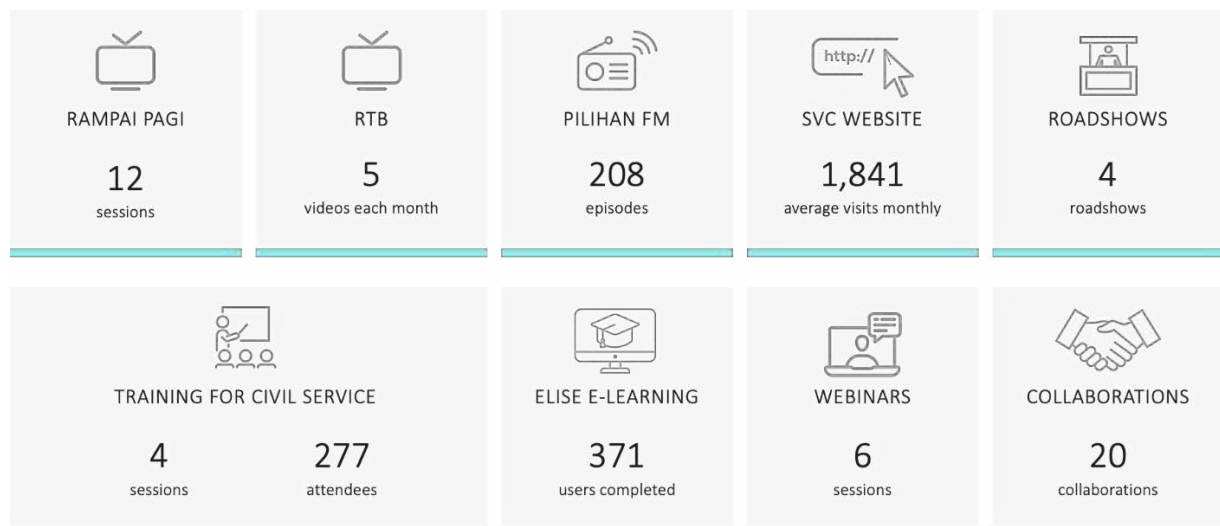 RAMPAI PAGI
12
sessions
RTB
5
videos each month
PILIHAN FM
208
episodes
http://
SVC WEBSITE
1,841
average visits monthly
ROADSHOWS
4
roadshows
TRAINING FOR CIVIL SERVICE
4
sessions
277
attendees
ELISE E-LEARNING
371
users completed
WEBINARS
6
sessions
COLLABORATIONS
20
collaborations